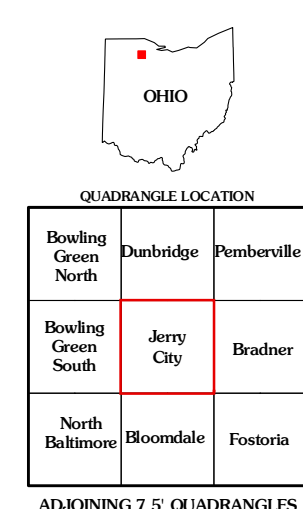 OHIO
QUADRANGLE LOCATION
Bowling
Green
North
Dunbridge
Pemberville
Bowling
Green
South
Jerry
City
Bradner
North
Baltimore
Bloomdale
Fostoria
ADJOINING 7.5' QUADRANGLES